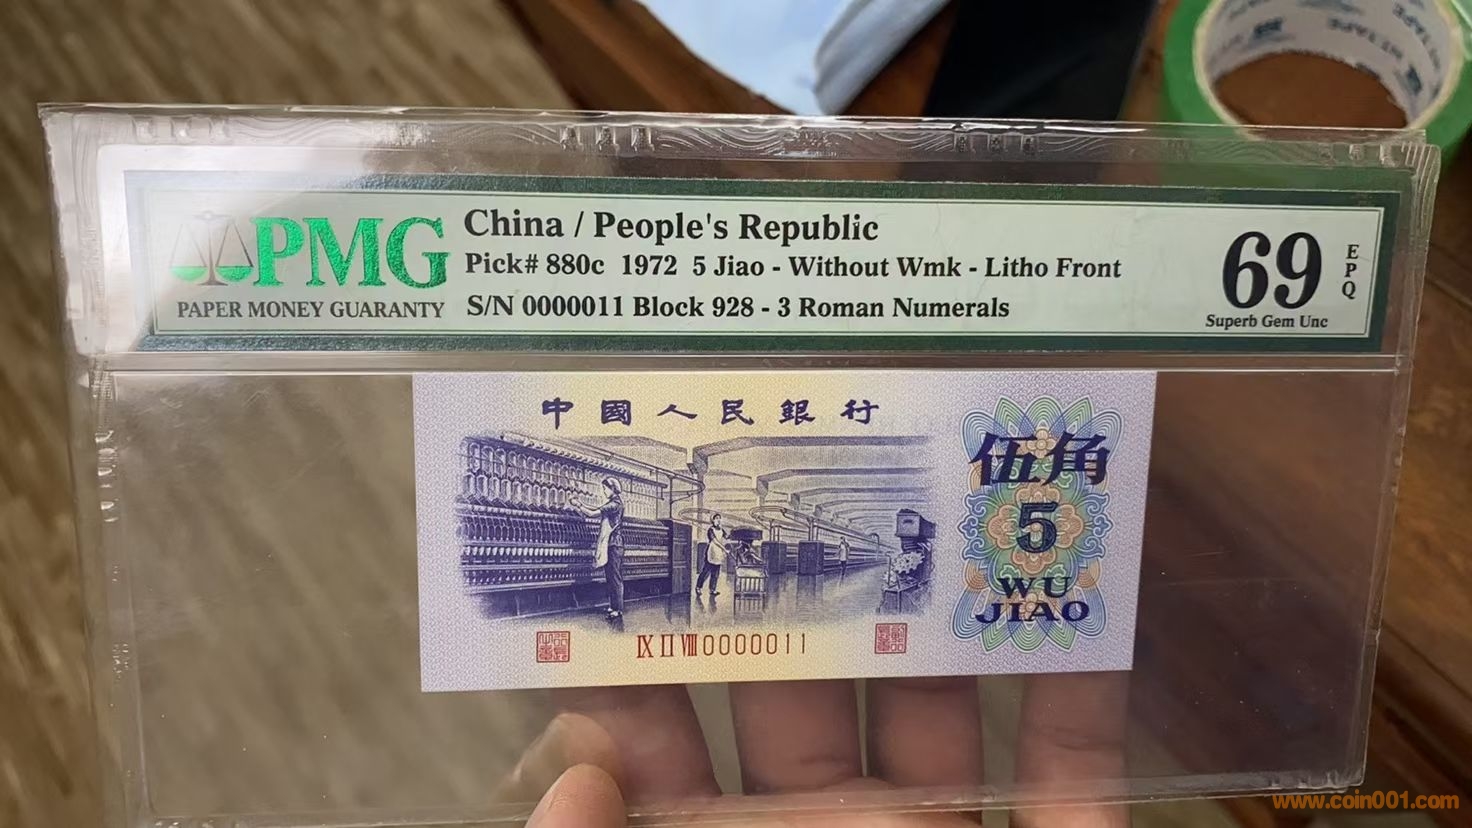 PMG
PAPER MONEY GUARANTY
China / People's Republic
Pick# 880c 1972 5 Jiao - Without Wmk - Litho Front
S/N 0000011 Block 928 - 3 Roman Numerals
69
EPQ
Superb Gem Unc
中國人民銀行
伍角
5
WU
JIAO
IX II VIII 0000011
www.coin001.com